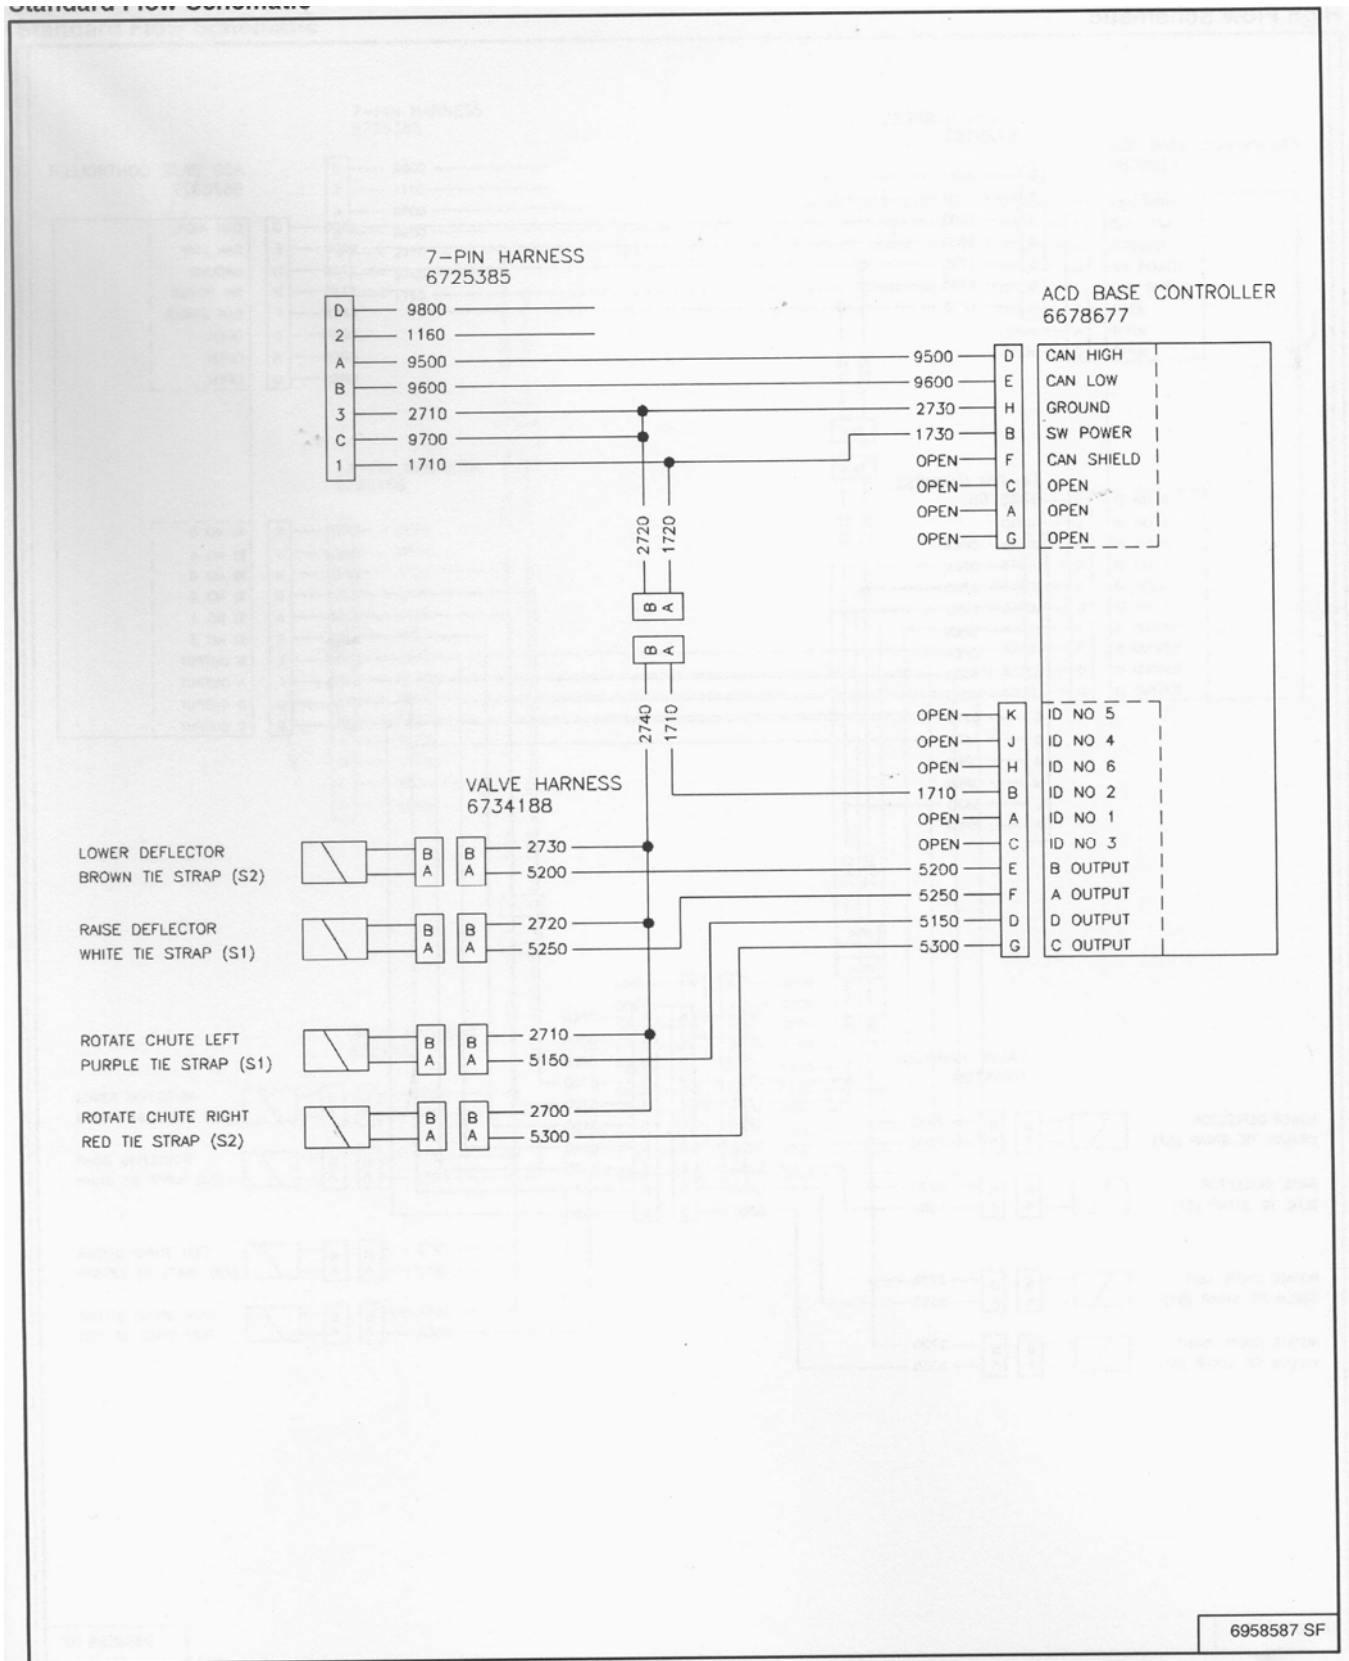 Standard Flow Schematic
7-PIN HARNESS
6725385
D 9800
2 1160
A 9500
B 9600
3 2710
C 9700
1 1710
ACD BASE CONTROLLER
6678677
9500 D CAN HIGH
9600 E CAN LOW
2730 H GROUND
1730 B SW POWER
OPEN F CAN SHIELD
OPEN C OPEN
OPEN A OPEN
OPEN G OPEN
2720 1720
B A
B A
2740 1710
OPEN K ID NO 5
OPEN J ID NO 4
OPEN H ID NO 6
1710 B ID NO 2
OPEN A ID NO 1
OPEN C ID NO 3
5200 E B OUTPUT
5250 F A OUTPUT
5150 D D OUTPUT
5300 G C OUTPUT
VALVE HARNESS
6734188
LOWER DEFLECTOR
BROWN TIE STRAP (S2)
B B 2730
A A 5200
RAISE DEFLECTOR
WHITE TIE STRAP (S1)
B B 2720
A A 5250
ROTATE CHUTE LEFT
PURPLE TIE STRAP (S1)
B B 2710
A A 5150
ROTATE CHUTE RIGHT
RED TIE STRAP (S2)
B B 2700
A A 5300
6958587 SF